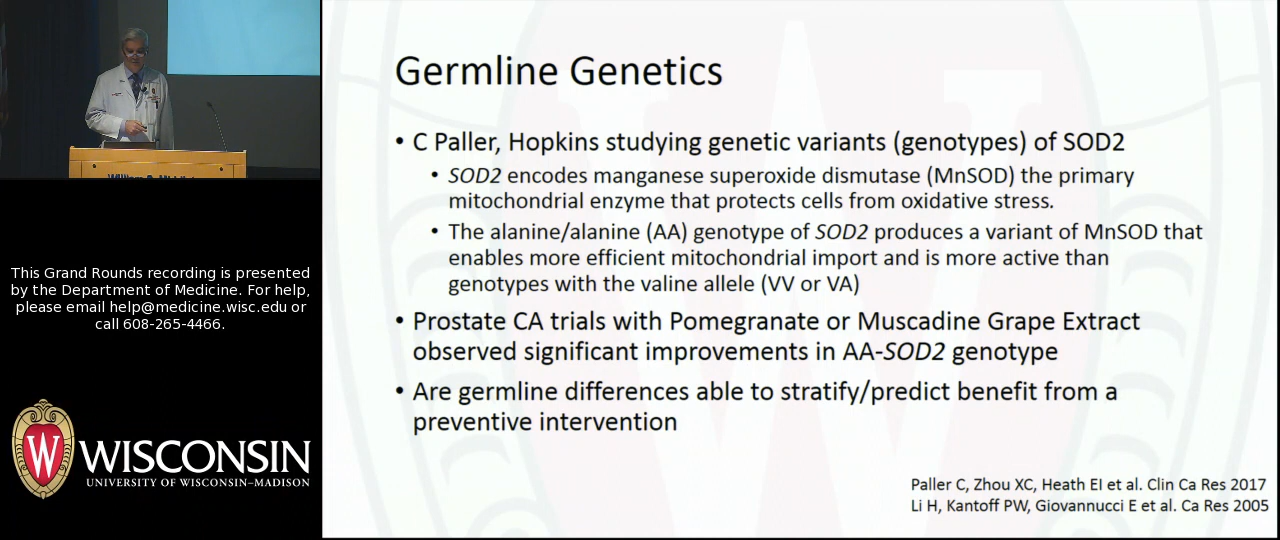 Germline Genetics
• C Paller, Hopkins studying genetic variants (genotypes) of SOD2
• SOD2 encodes manganese superoxide dismutase (MnSOD) the primary
mitochondrial enzyme that protects cells from oxidative stress.
• The alanine/alanine (AA) genotype of SOD2 produces a variant of MnSOD that
enables more efficient mitochondrial import and is more active than
genotypes with the valine allele (VV or VA)
• Prostate CA trials with Pomegranate or Muscadine Grape Extract
observed significant improvements in AA-SOD2 genotype
• Are germline differences able to stratify/predict benefit from a
preventive intervention
Paller C, Zhou XC, Heath EI et al. Clin Ca Res 2017
Li H, Kantoff PW, Giovannucci E et al. Ca Res 2005
This Grand Rounds recording is presented
by the Department of Medicine. For help,
please email help@medicine.wisc.edu or
call 608-265-4466.
W
WISCONSIN
UNIVERSITY OF WISCONSIN–MADISON